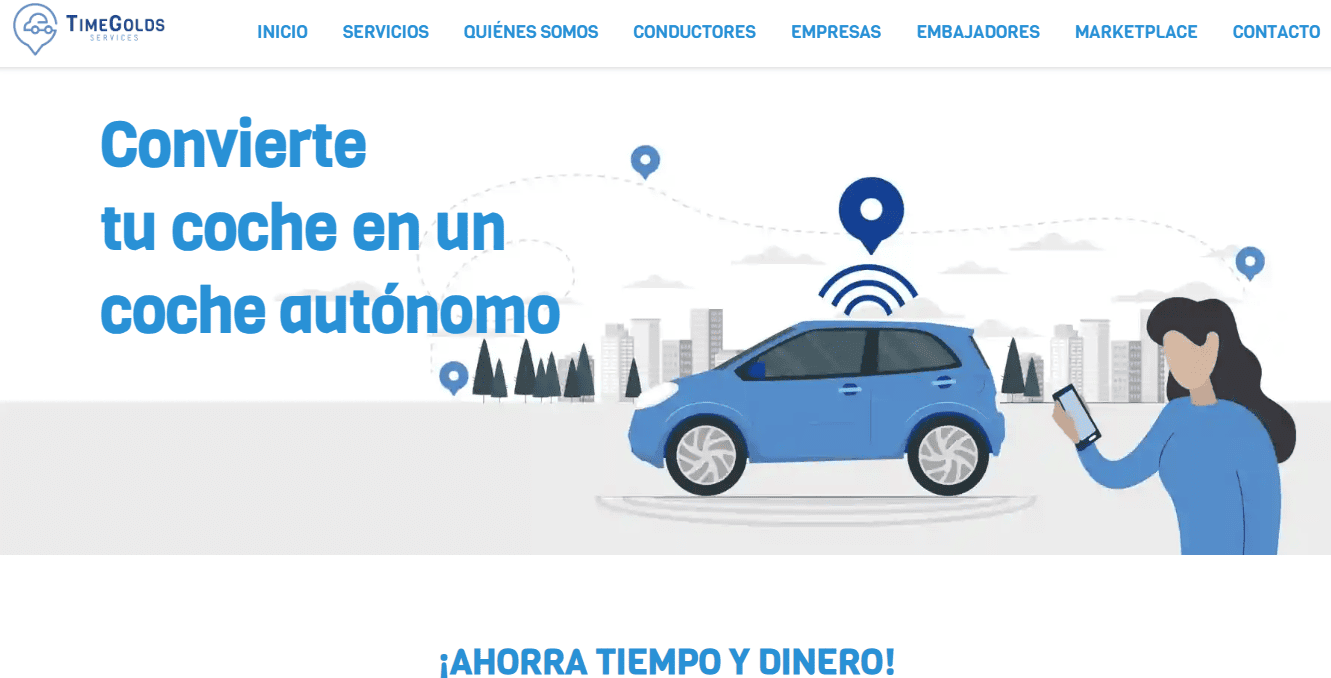 TIMEGOLDS
SERVICES
INICIO
SERVICIOS
QUIÉNES SOMOS
CONDUCTORES
EMPRESAS
EMBAJADORES
MARKETPLACE
CONTACTO
Convierte
tu coche en un
coche autónomo
¡AHORRA TIEMPO Y DINERO!